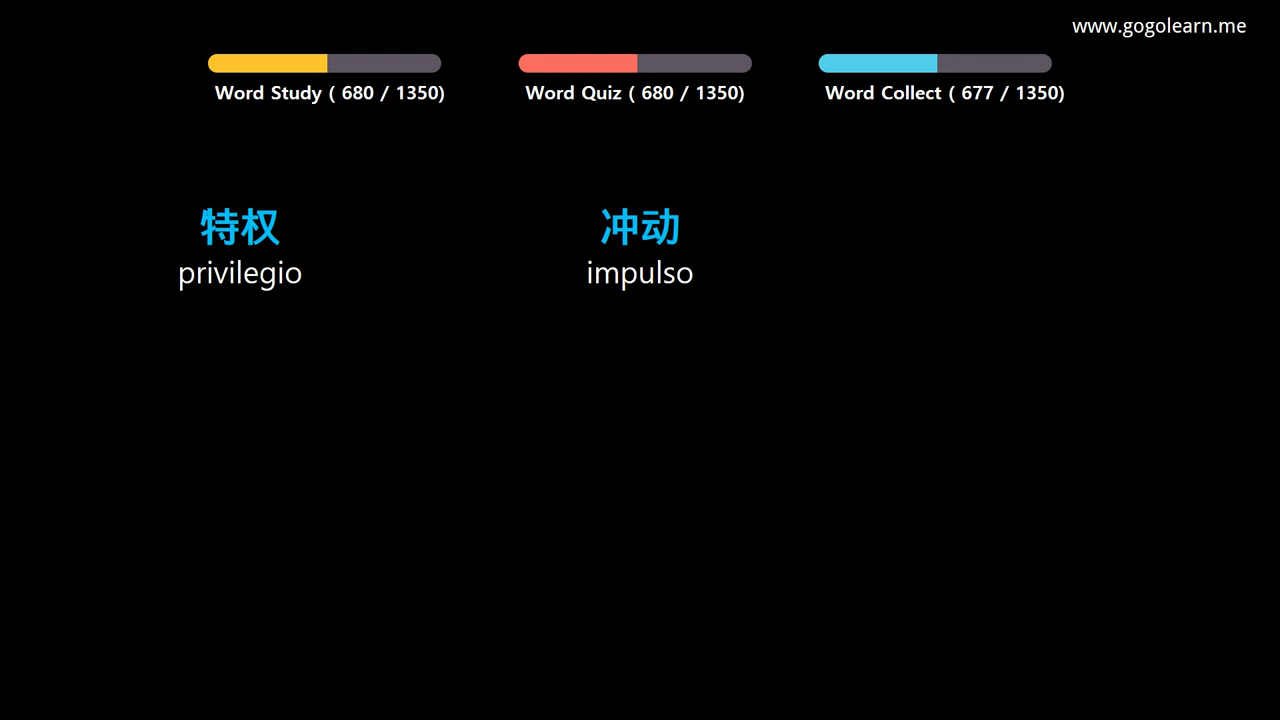 www.gogolearn.me
Word Study ( 680 / 1350)
Word Quiz ( 680 / 1350)
Word Collect ( 677 / 1350)
特权
privilegio
冲动
impulso